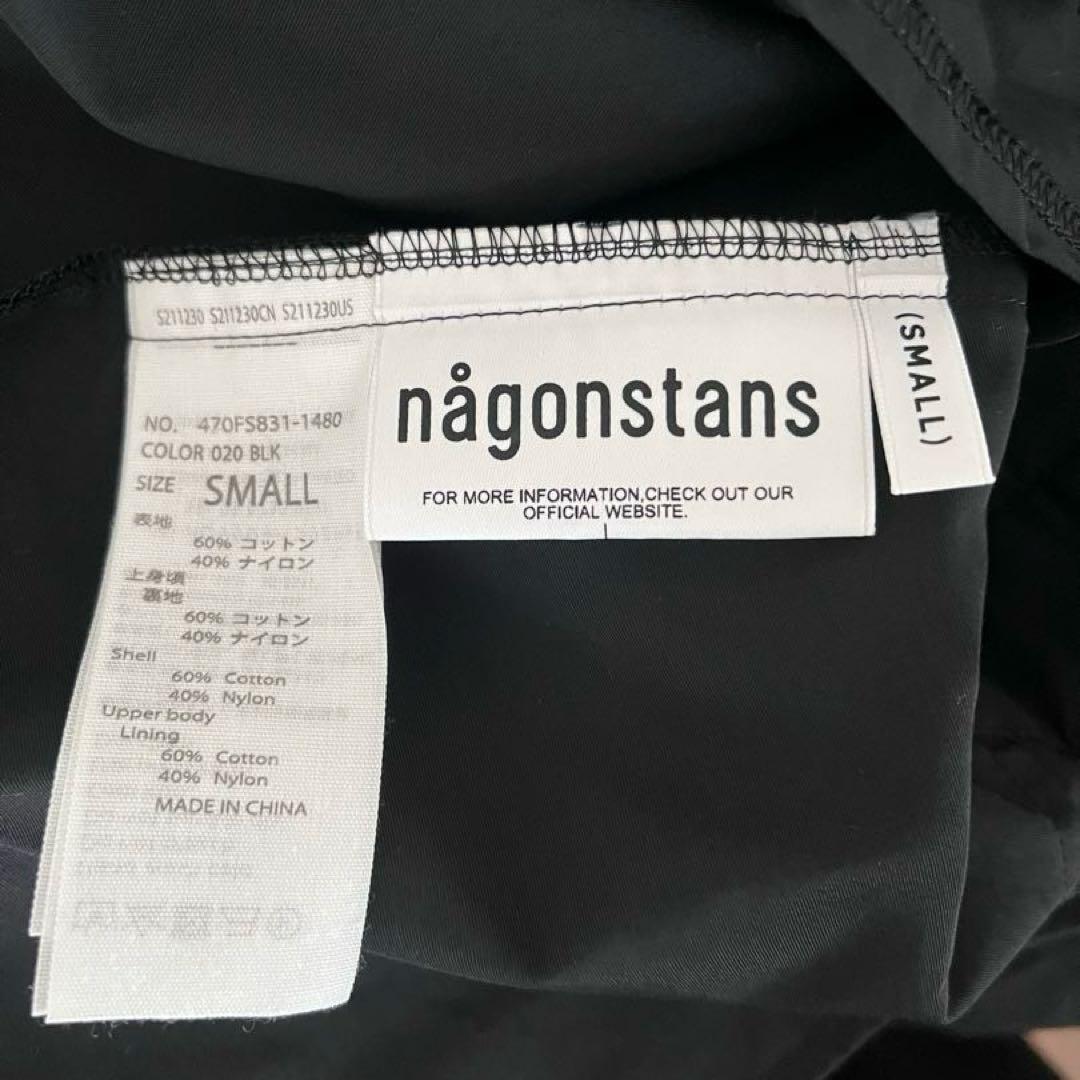 S211230 S211230CN S211230US
NO. 470FS831-1480
COLOR 020 BLK
SIZE SMALL
表地
60% コットン
40% ナイロン
上身頃
裏地
60% コットン
40% ナイロン
Shell
60% Cotton
40% Nylon
Upper body
Lining
60% Cotton
40% Nylon
MADE IN CHINA
någonstans
FOR MORE INFORMATION,CHECK OUT OUR
OFFICIAL WEBSITE.
(SMALL)